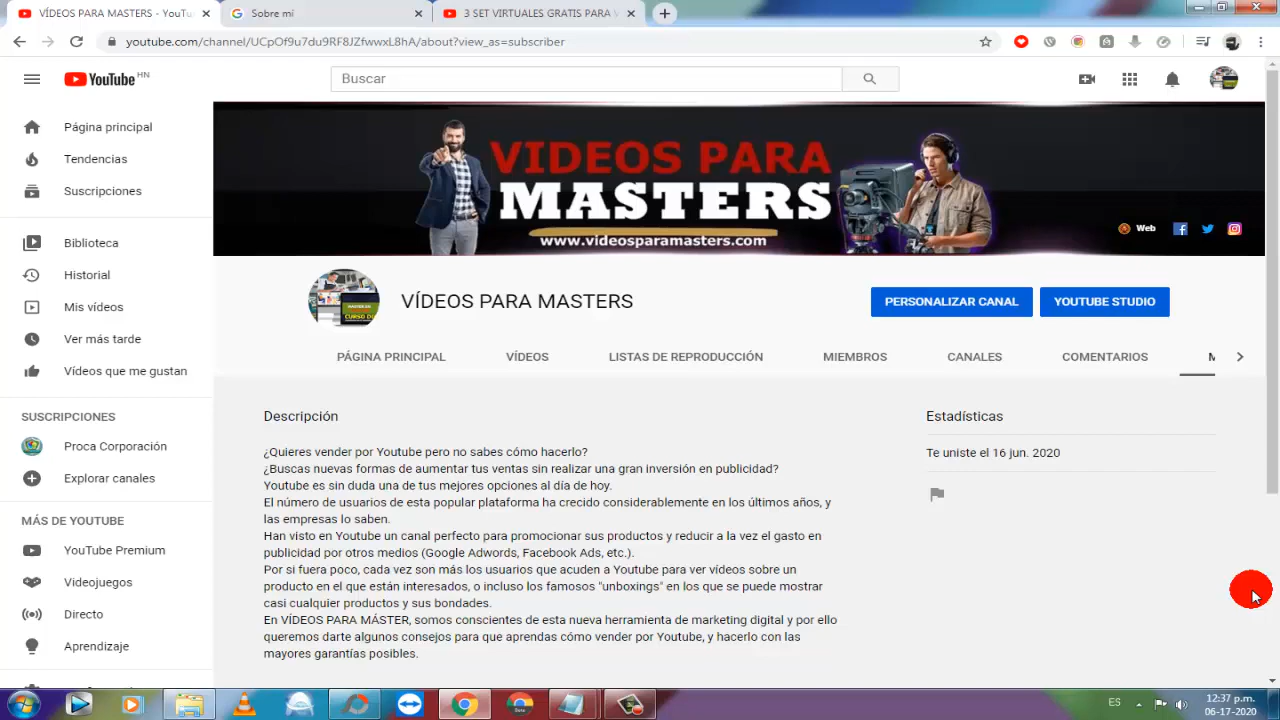 VÍDEOS PARA MASTERS - YouTu
Sobre mí
3 SET VIRTUALES GRATIS PARA V
youtube.com/channel/UCpOf9u7du9RF8JZfwwxL8hA/about?view_as=subscriber
YouTube HN
Buscar
Página principal
Tendencias
Suscripciones
Biblioteca
Historial
Mis vídeos
Ver más tarde
Vídeos que me gustan
SUSCRIPCIONES
Proca Corporación
Explorar canales
MÁS DE YOUTUBE
YouTube Premium
Videojuegos
Directo
Aprendizaje
VIDEOS PARA
MASTERS
www.videosparamasters.com
Web
VÍDEOS PARA MASTERS
PERSONALIZAR CANAL
YOUTUBE STUDIO
PÁGINA PRINCIPAL
VÍDEOS
LISTAS DE REPRODUCCIÓN
MIEMBROS
CANALES
COMENTARIOS
Descripción
¿Quieres vender por Youtube pero no sabes cómo hacerlo?
¿Buscas nuevas formas de aumentar tus ventas sin realizar una gran inversión en publicidad?
Youtube es sin duda una de tus mejores opciones al día de hoy.
El número de usuarios de esta popular plataforma ha crecido considerablemente en los últimos años, y
las empresas lo saben.
Han visto en Youtube un canal perfecto para promocionar sus productos y reducir a la vez el gasto en
publicidad por otros medios (Google Adwords, Facebook Ads, etc.).
Por si fuera poco, cada vez son más los usuarios que acuden a Youtube para ver vídeos sobre un
producto en el que están interesados, o incluso los famosos "unboxings" en los que se puede mostrar
casi cualquier productos y sus bondades.
En VÍDEOS PARA MÁSTER, somos conscientes de esta nueva herramienta de marketing digital y por ello
queremos darte algunos consejos para que aprendas cómo vender por Youtube, y hacerlo con las
mayores garantías posibles.
Estadísticas
Te uniste el 16 jun. 2020
ES
12:37 p.m.
06-17-2020